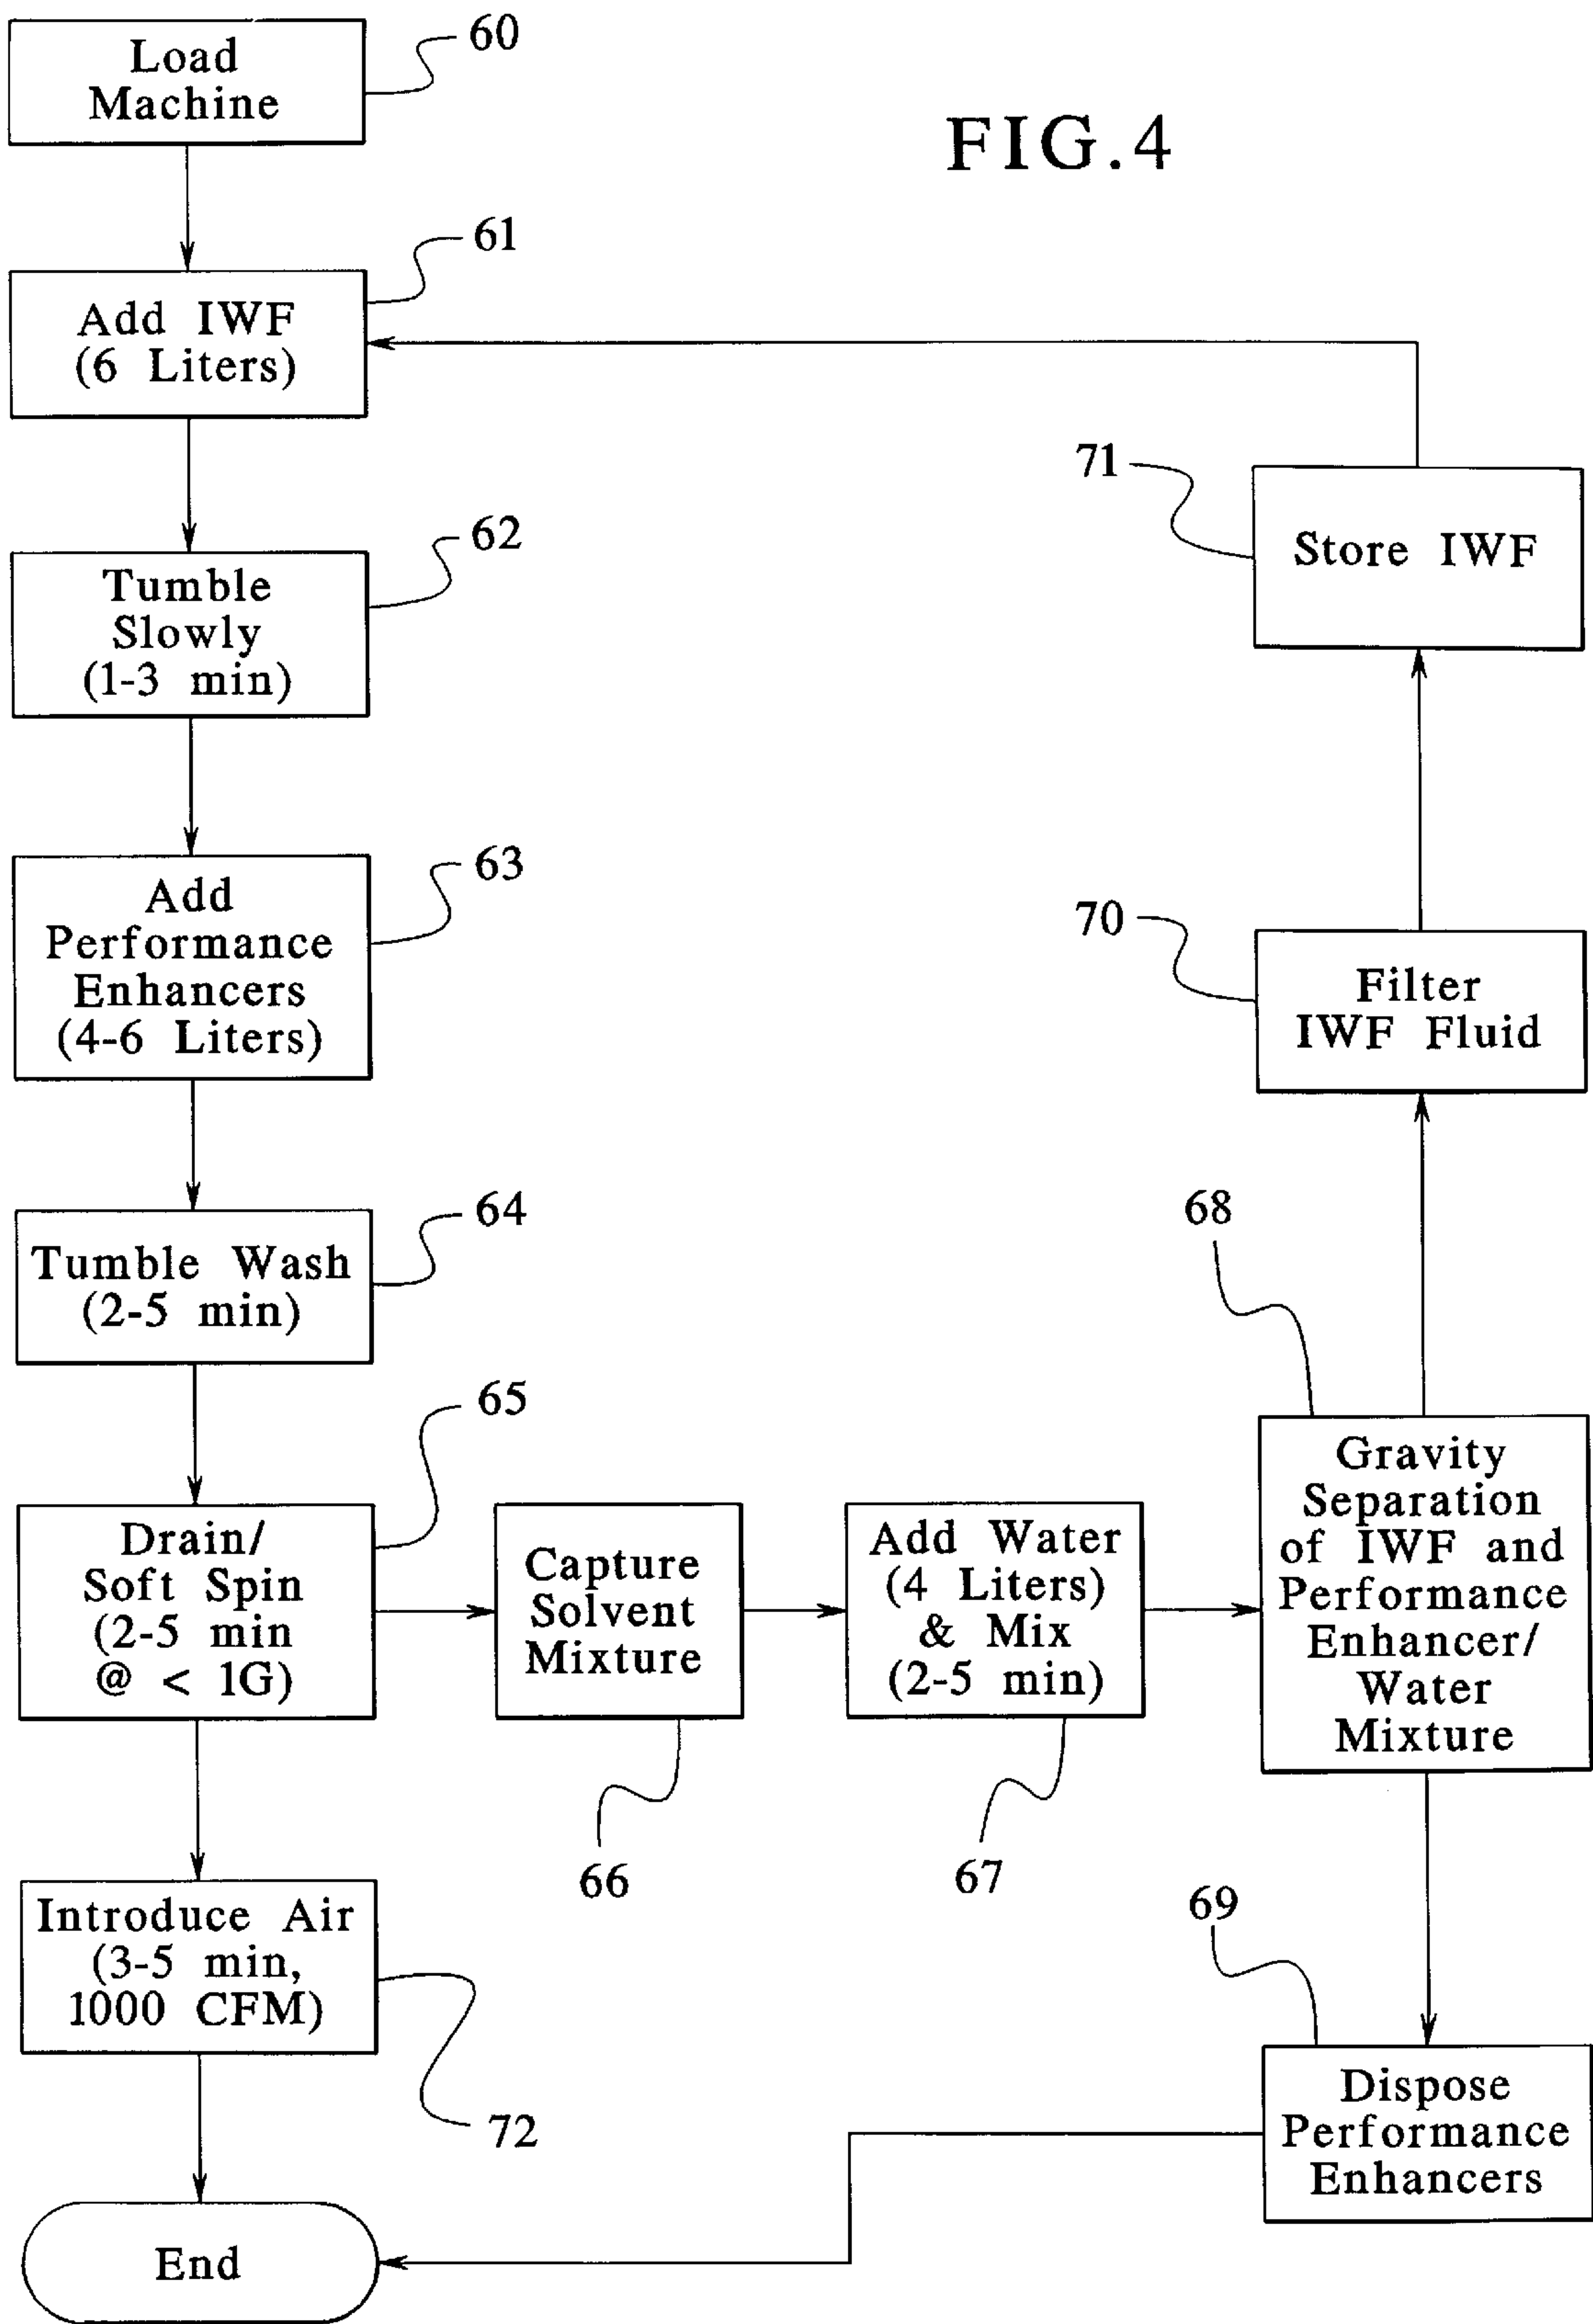 FIG.4
Load
Machine
60
Add IWF
(6 Liters)
61
Tumble
Slowly
(1-3 min)
62
Add
Performance
Enhancers
(4-6 Liters)
63
Tumble Wash
(2-5 min)
64
Drain/
Soft Spin
(2-5 min
@ < 1G)
65
Capture
Solvent
Mixture
66
Add Water
(4 Liters)
& Mix
(2-5 min)
67
Gravity
Separation
of IWF and
Performance
Enhancer/
Water
Mixture
68
Dispose
Performance
Enhancers
69
Filter
IWF Fluid
70
Store IWF
71
Introduce Air
(3-5 min,
1000 CFM)
72
End